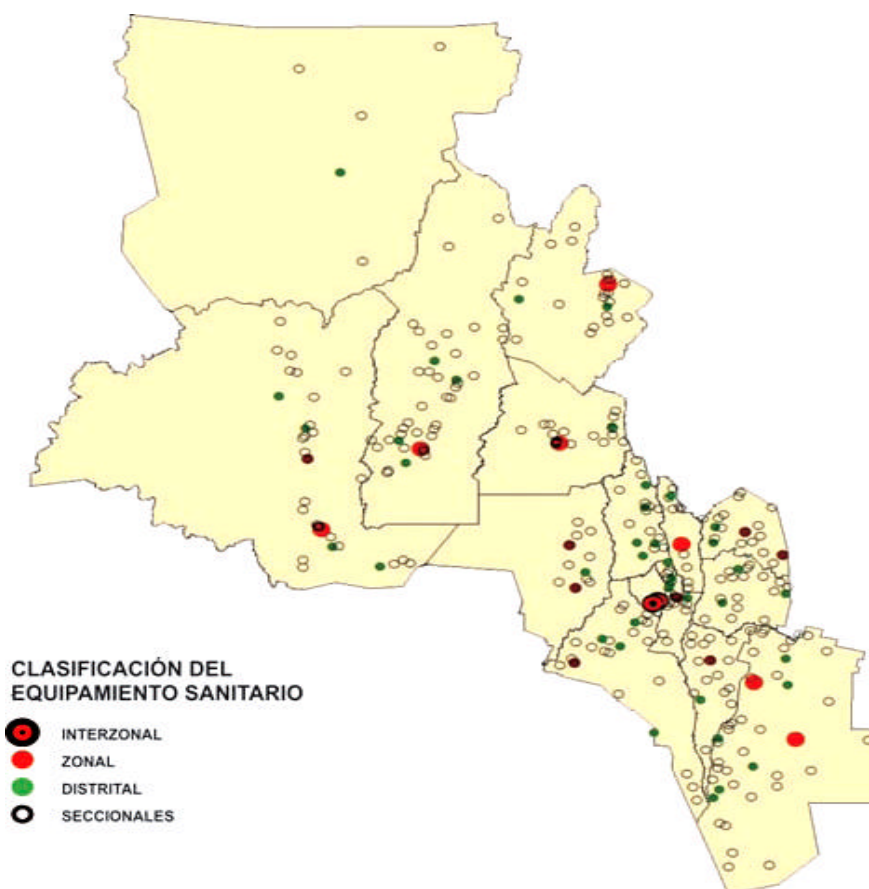 CLASIFICACIÓN DEL
EQUIPAMIENTO SANITARIO
INTERZONAL
ZONAL
DISTRITAL
SECCIONALES